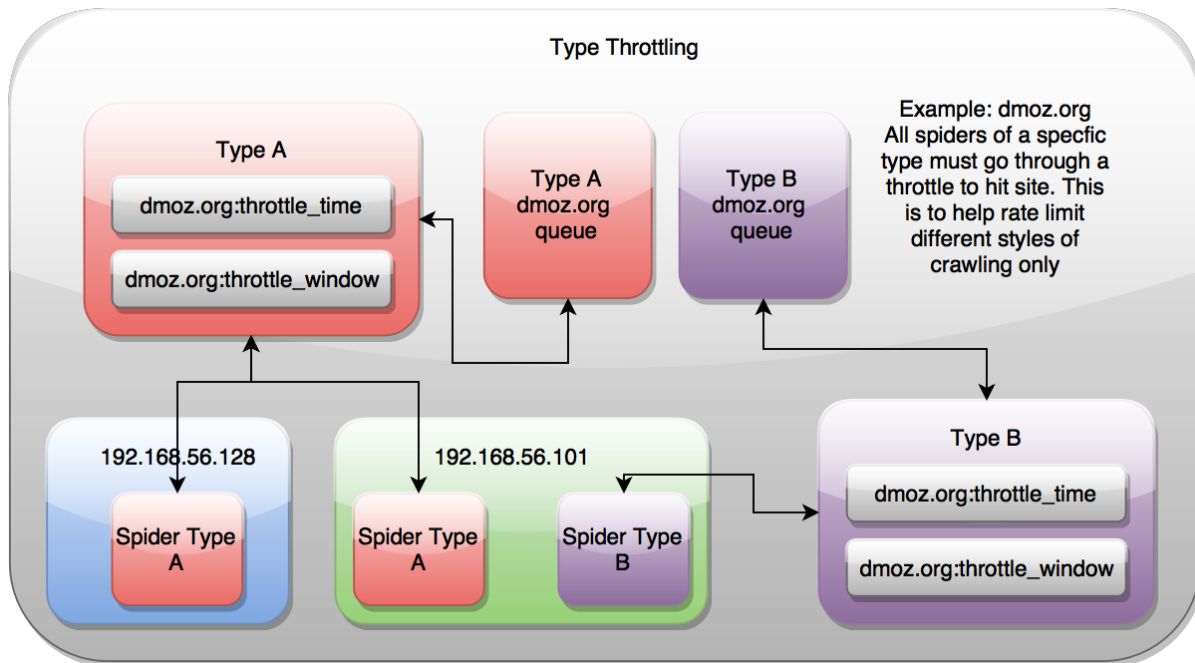 Type Throttling
Type A
dmoz.org:throttle_time
dmoz.org:throttle_window
Type A
dmoz.org
queue
Type B
dmoz.org
queue
Example: dmoz.org
All spiders of a specfic
type must go through a
throttle to hit site. This
is to help rate limit
different styles of
crawling only
192.168.56.128
Spider Type
A
192.168.56.101
Spider Type
A
Spider Type
B
Type B
dmoz.org:throttle_time
dmoz.org:throttle_window